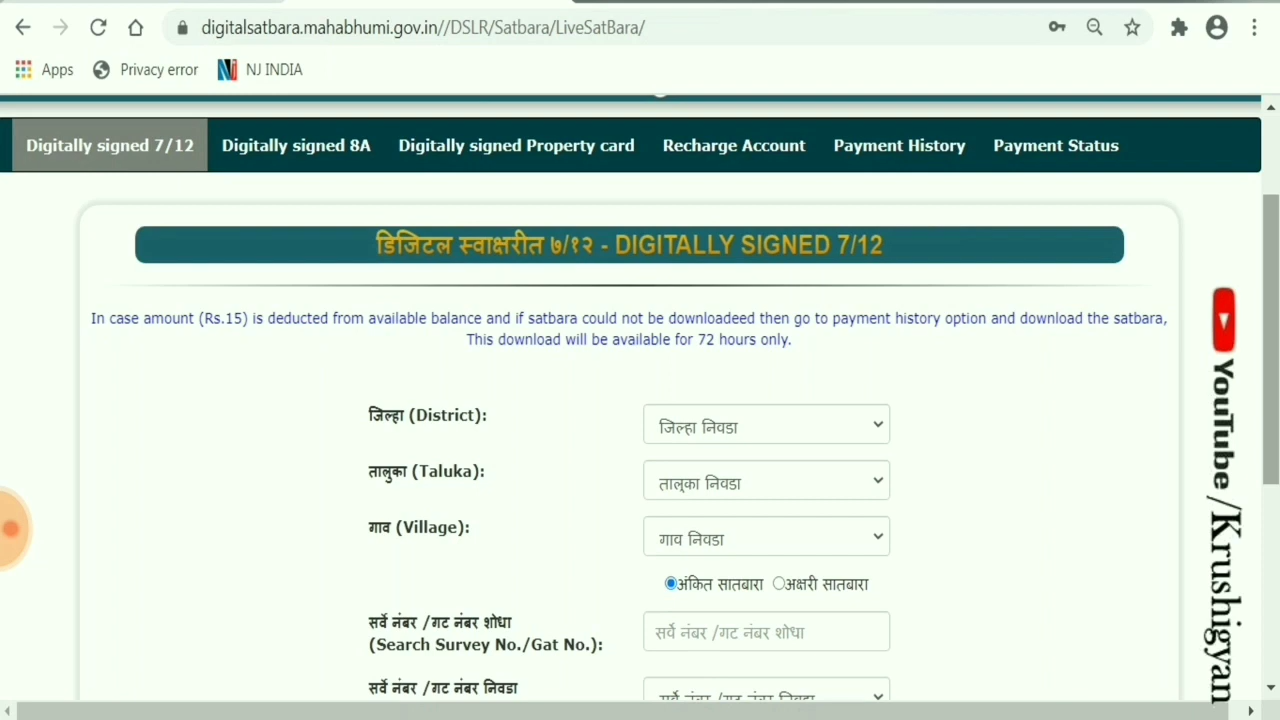 digitalsatbara.mahabhumi.gov.in//DSLR/Satbara/LiveSatBara/
Apps Privacy error NJ INDIA
Digitally signed 7/12 Digitally signed 8A Digitally signed Property card Recharge Account Payment History Payment Status
डिजिटल स्वाक्षरीत ७/१२ - DIGITALLY SIGNED 7/12
In case amount (Rs.15) is deducted from available balance and if satbara could not be downloadeed then go to payment history option and download the satbara,
This download will be available for 72 hours only.
जिल्हा (District):
जिल्हा निवडा
तालुका (Taluka):
तालुका निवडा
गाव (Village):
गाव निवडा
अंकित सातबारा अक्षरी सातबारा
सर्वे नंबर /गट नंबर शोधा
(Search Survey No./Gat No.):
सर्वे नंबर /गट नंबर शोधा
सर्वे नंबर /गट नंबर निवडा
सर्वे नंबर /गट नंबर निवडा
YouTube /Krushigyan